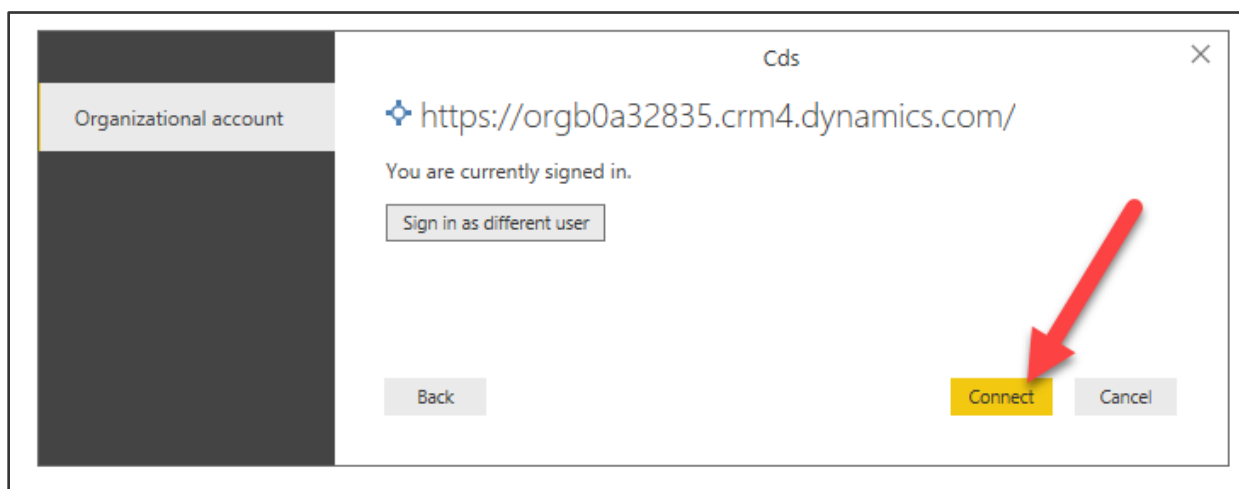 Cds
Organizational account
https://orgb0a32835.crm4.dynamics.com/
You are currently signed in.
Sign in as different user
Back
Connect
Cancel